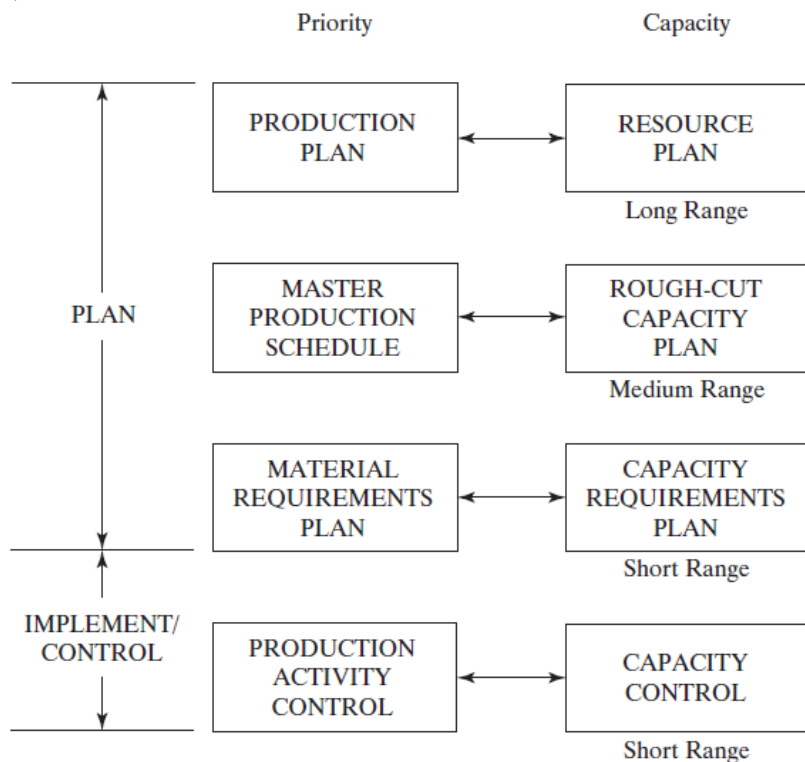 Priority
Capacity
PRODUCTION
PLAN
RESOURCE
PLAN
Long Range
PLAN
MASTER
PRODUCTION
SCHEDULE
ROUGH-CUT
CAPACITY
PLAN
Medium Range
MATERIAL
REQUIREMENTS
PLAN
CAPACITY
REQUIREMENTS
PLAN
Short Range
IMPLEMENT/
CONTROL
PRODUCTION
ACTIVITY
CONTROL
CAPACITY
CONTROL
Short Range